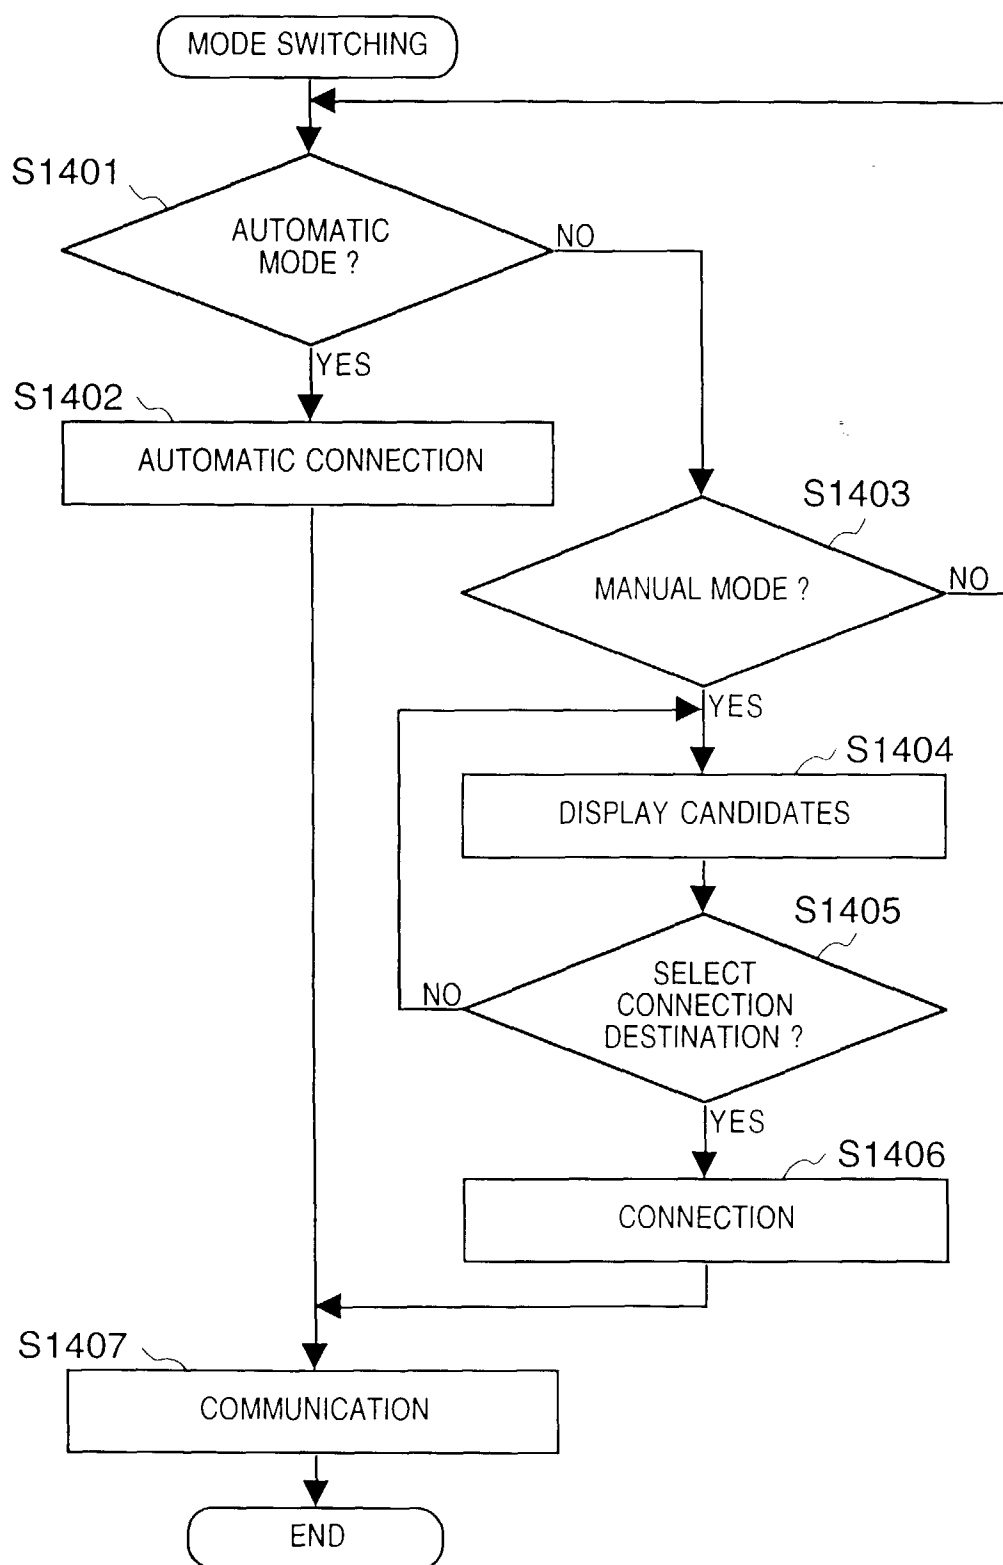 MODE SWITCHING
S1401
AUTOMATIC
MODE ?
NO
YES
S1402
AUTOMATIC CONNECTION
S1403
MANUAL MODE ?
NO
YES
S1404
DISPLAY CANDIDATES
S1405
SELECT
CONNECTION
DESTINATION ?
NO
YES
S1406
CONNECTION
S1407
COMMUNICATION
END